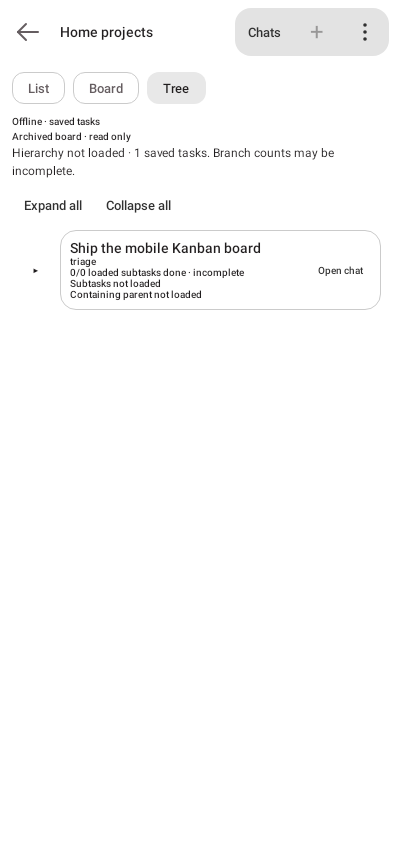 Home projects
Chats
+
List
Board
Tree
Offline · saved tasks
Archived board · read only
Hierarchy not loaded · 1 saved tasks. Branch counts may be
incomplete.
Expand all
Collapse all
Ship the mobile Kanban board
triage
0/0 loaded subtasks done · incomplete
Subtasks not loaded
Containing parent not loaded
Open chat